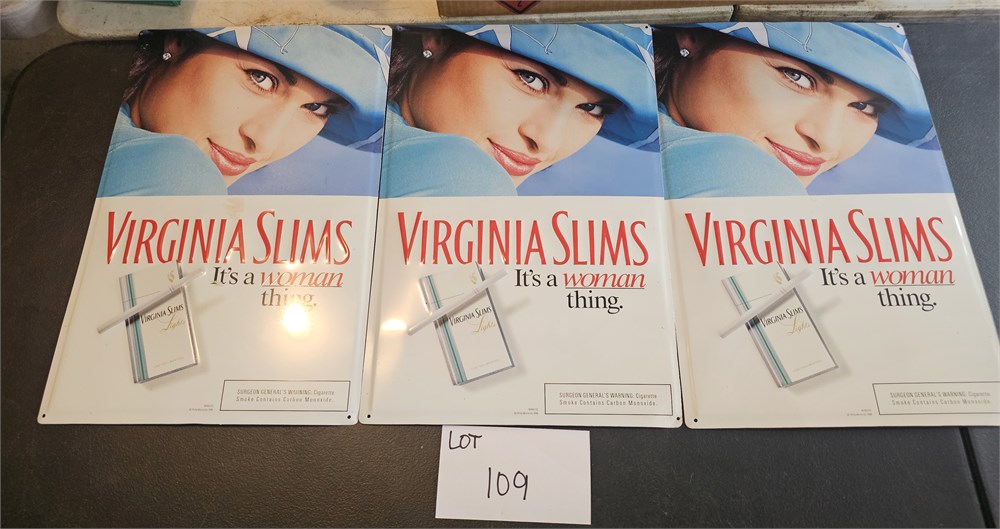 VIRGINIA SLIMS
It's a woman
thing.
VIRGINIA SLIMS
Lights
SURGEON GENERAL'S WARNING: Cigarette
Smoke Contains Carbon Monoxide.
VIRGINIA SLIMS
It's a woman
thing.
VIRGINIA SLIMS
Lights
SURGEON GENERAL'S WARNING: Cigarette
Smoke Contains Carbon Monoxide.
VIRGINIA SLIMS
It's a woman
thing.
VIRGINIA SLIMS
Lights
SURGEON GENERAL'S WARNING: Cigarette
Smoke Contains Carbon Monoxide.
LOT
109